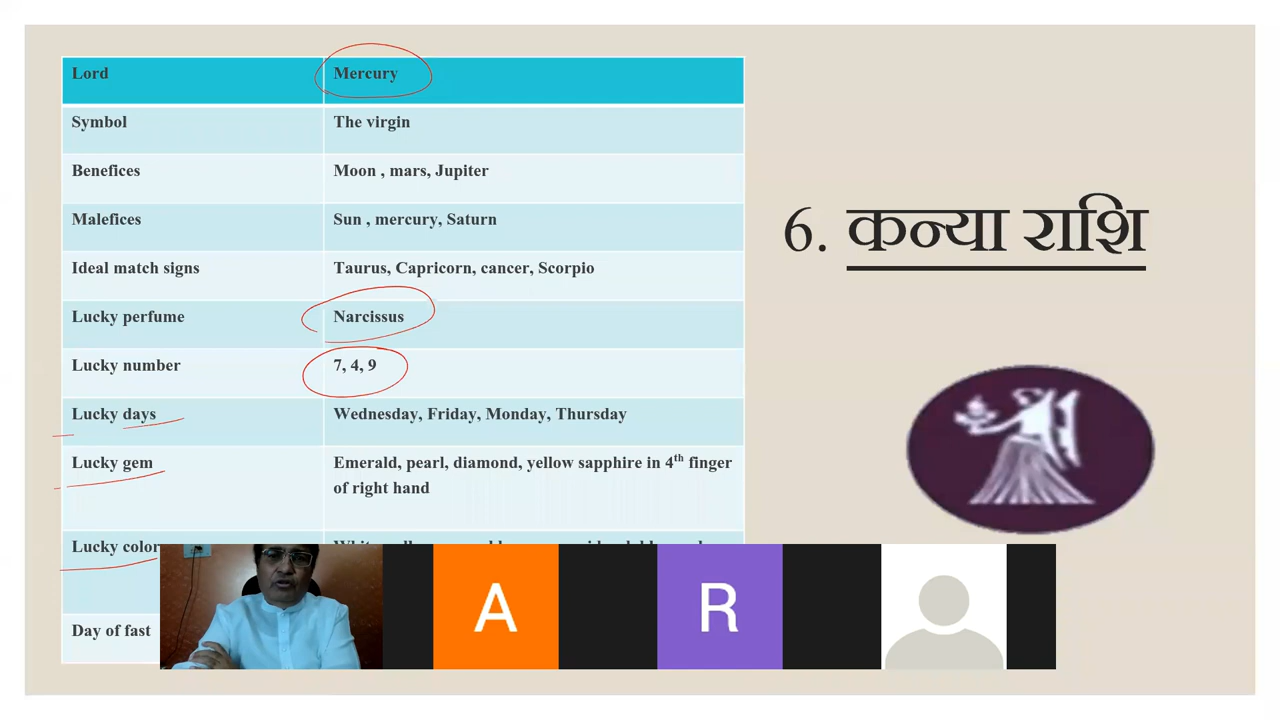 Lord Mercury
Symbol The virgin
Benefices Moon , mars, Jupiter
Malefices Sun , mercury, Saturn
Ideal match signs Taurus, Capricorn, cancer, Scorpio
Lucky perfume Narcissus
Lucky number 7, 4, 9
Lucky days Wednesday, Friday, Monday, Thursday
Lucky gem Emerald, pearl, diamond, yellow sapphire in 4th finger
of right hand
Lucky color
Day of fast
6. कन्या राशि
A R